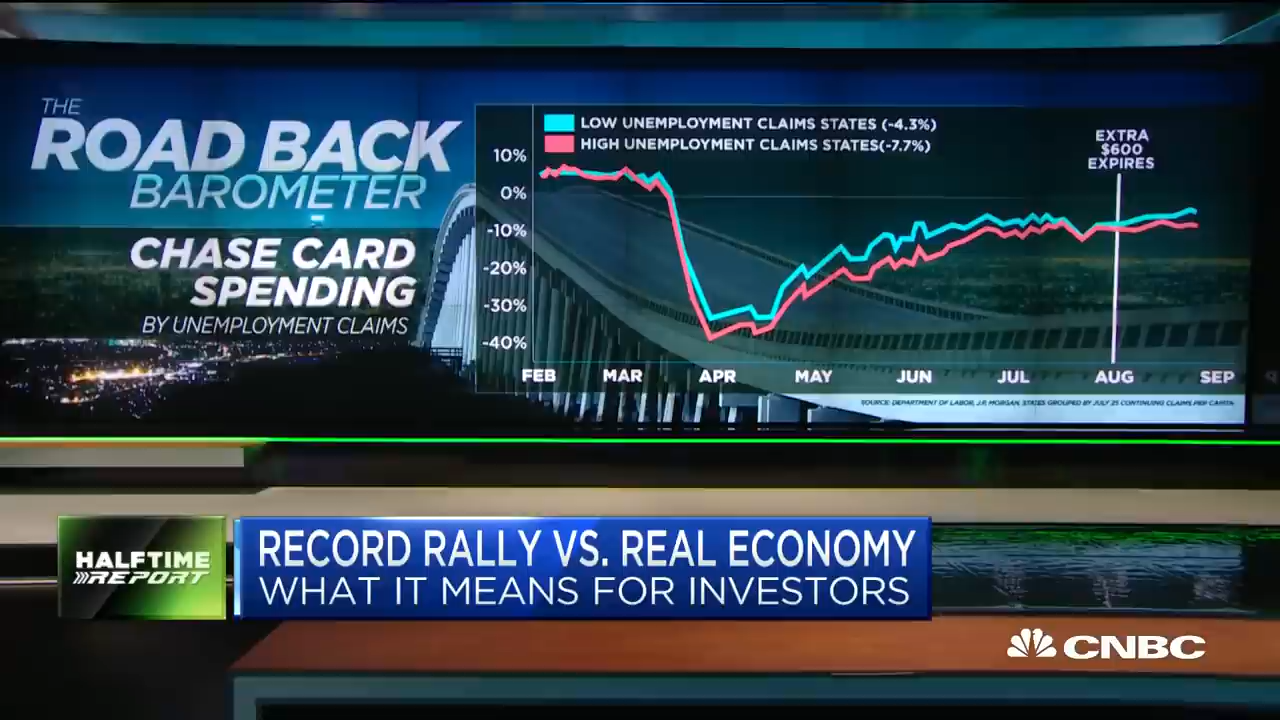 THE
ROAD BACK
BAROMETER
CHASE CARD
SPENDING
BY UNEMPLOYMENT CLAIMS
LOW UNEMPLOYMENT CLAIMS STATES (-4.3%)
HIGH UNEMPLOYMENT CLAIMS STATES(-7.7%)
EXTRA
$600
EXPIRES
10%
0%
-10%
-20%
-30%
-40%
FEB MAR APR MAY JUN JUL AUG SEP
SOURCE: DEPARTMENT OF LABOR, J.P. MORGAN, STATES GROUPED BY JULY 25 CONTINUING CLAIMS PER CAPITA
HALFTIME
REPORT
RECORD RALLY VS. REAL ECONOMY
WHAT IT MEANS FOR INVESTORS
CNBC